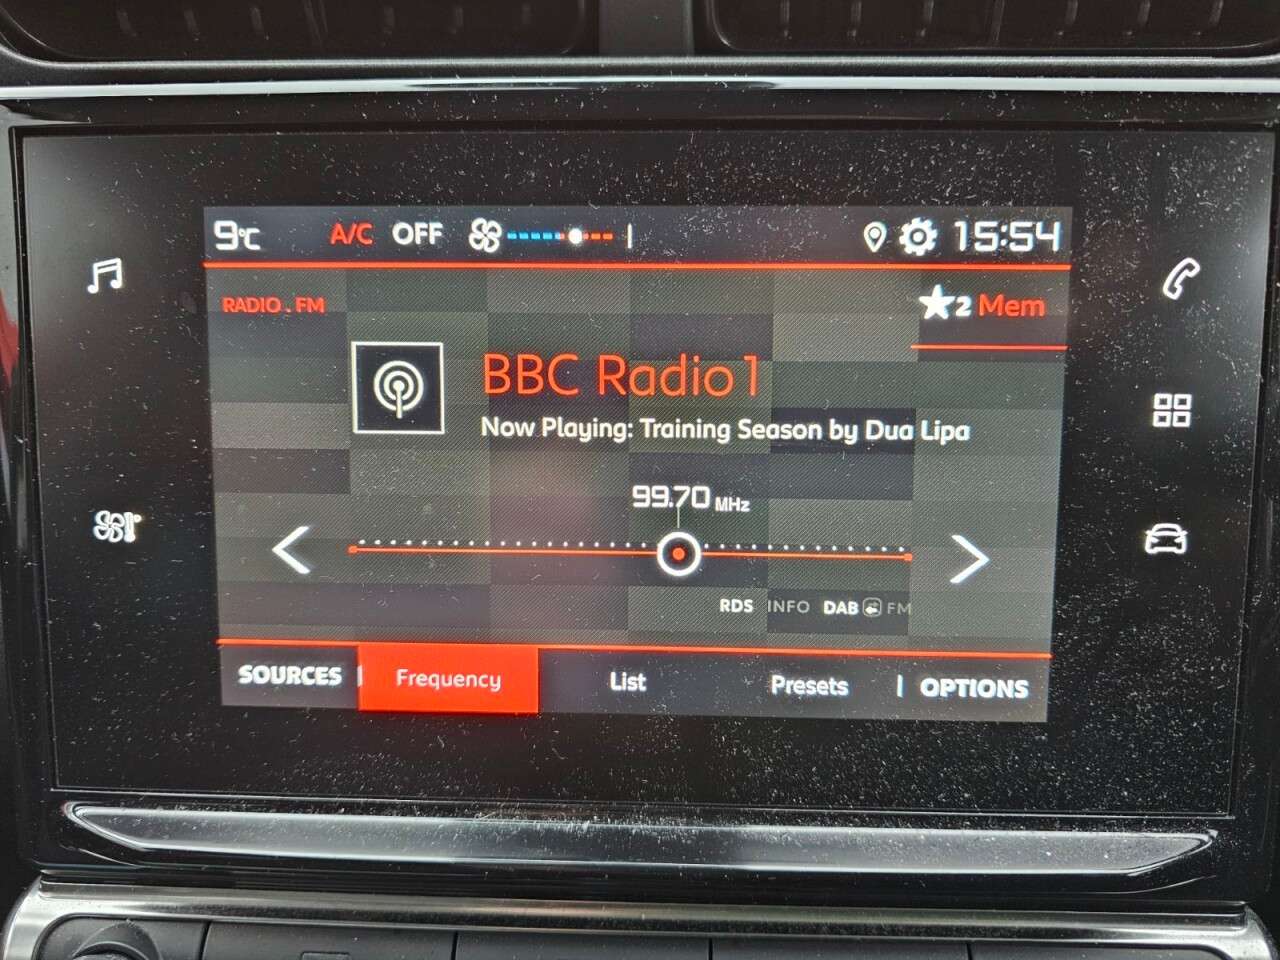 9°C A/C OFF 15:54
RADIO . FM
2 Mem
BBC Radio 1
Now Playing: Training Season by Dua Lipa
99.70 MHz
RDS INFO DAB FM
SOURCES Frequency List Presets OPTIONS